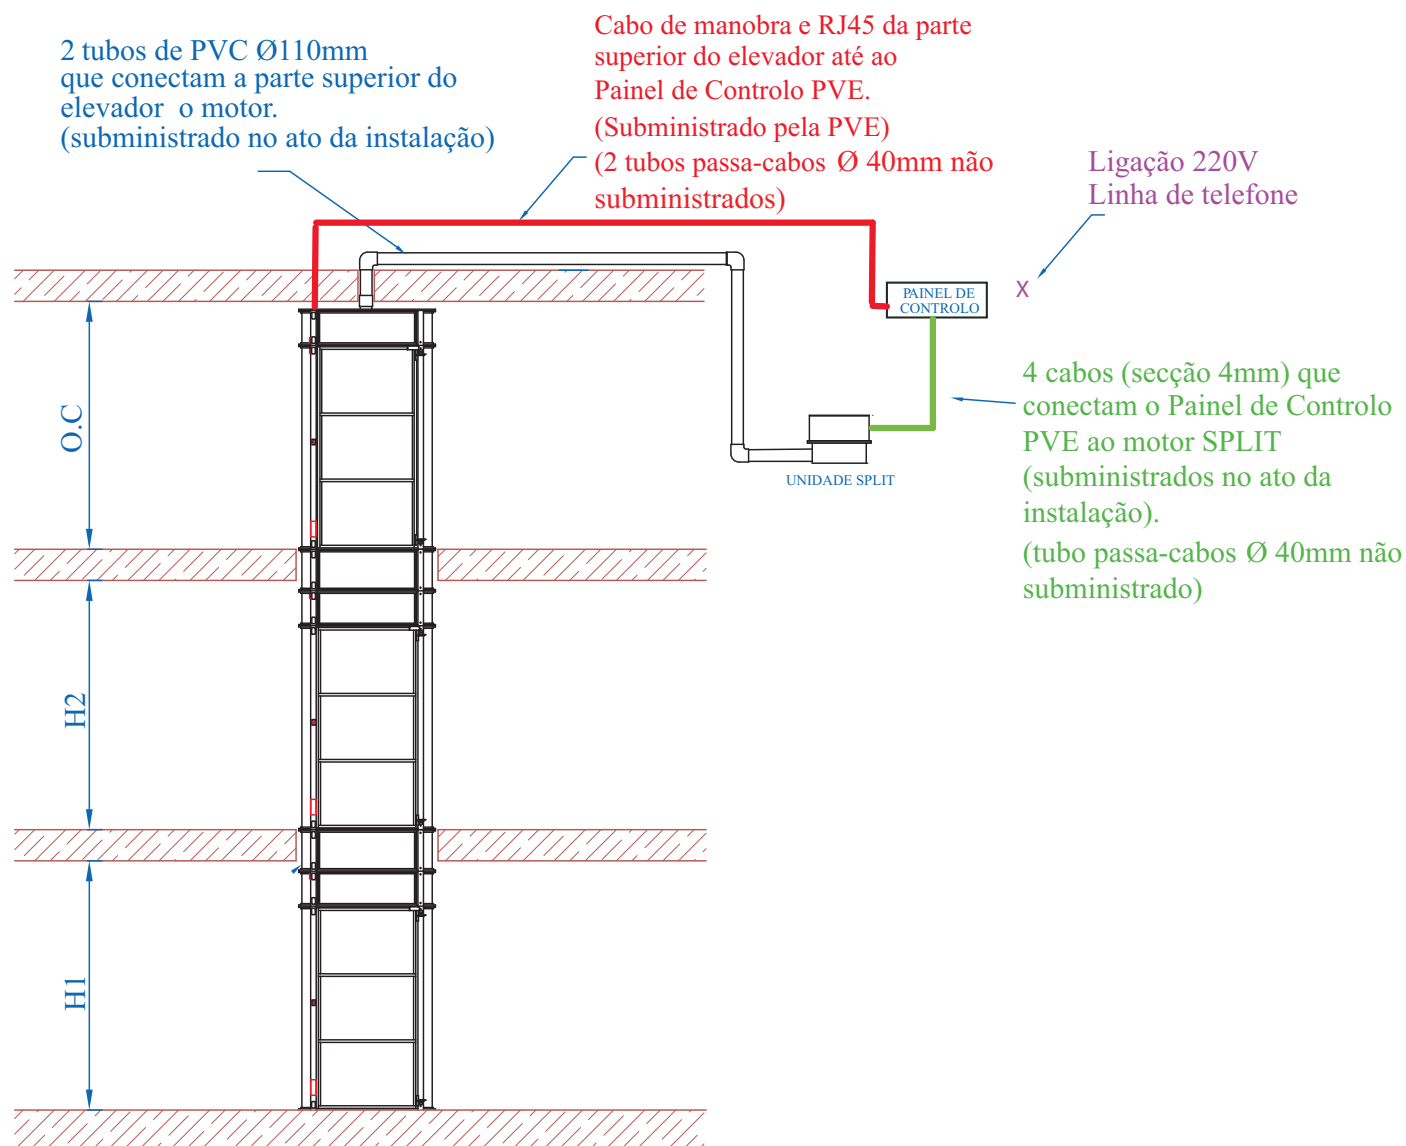 2 tubos de PVC Ø110mm
que conectam a parte superior do
elevador o motor.
(subministrado no ato da instalação)
Cabo de manobra e RJ45 da parte
superior do elevador até ao
Painel de Controlo PVE.
(Subministrado pela PVE)
(2 tubos passa-cabos Ø 40mm não
subministrados)
Ligação 220V
Linha de telefone
X
PAINEL DE
CONTROLO
4 cabos (secção 4mm) que
conectam o Painel de Controlo
PVE ao motor SPLIT
(subministrados no ato da
instalação).
(tubo passa-cabos Ø 40mm não
subministrado)
UNIDADE SPLIT
O.C
H2
H1